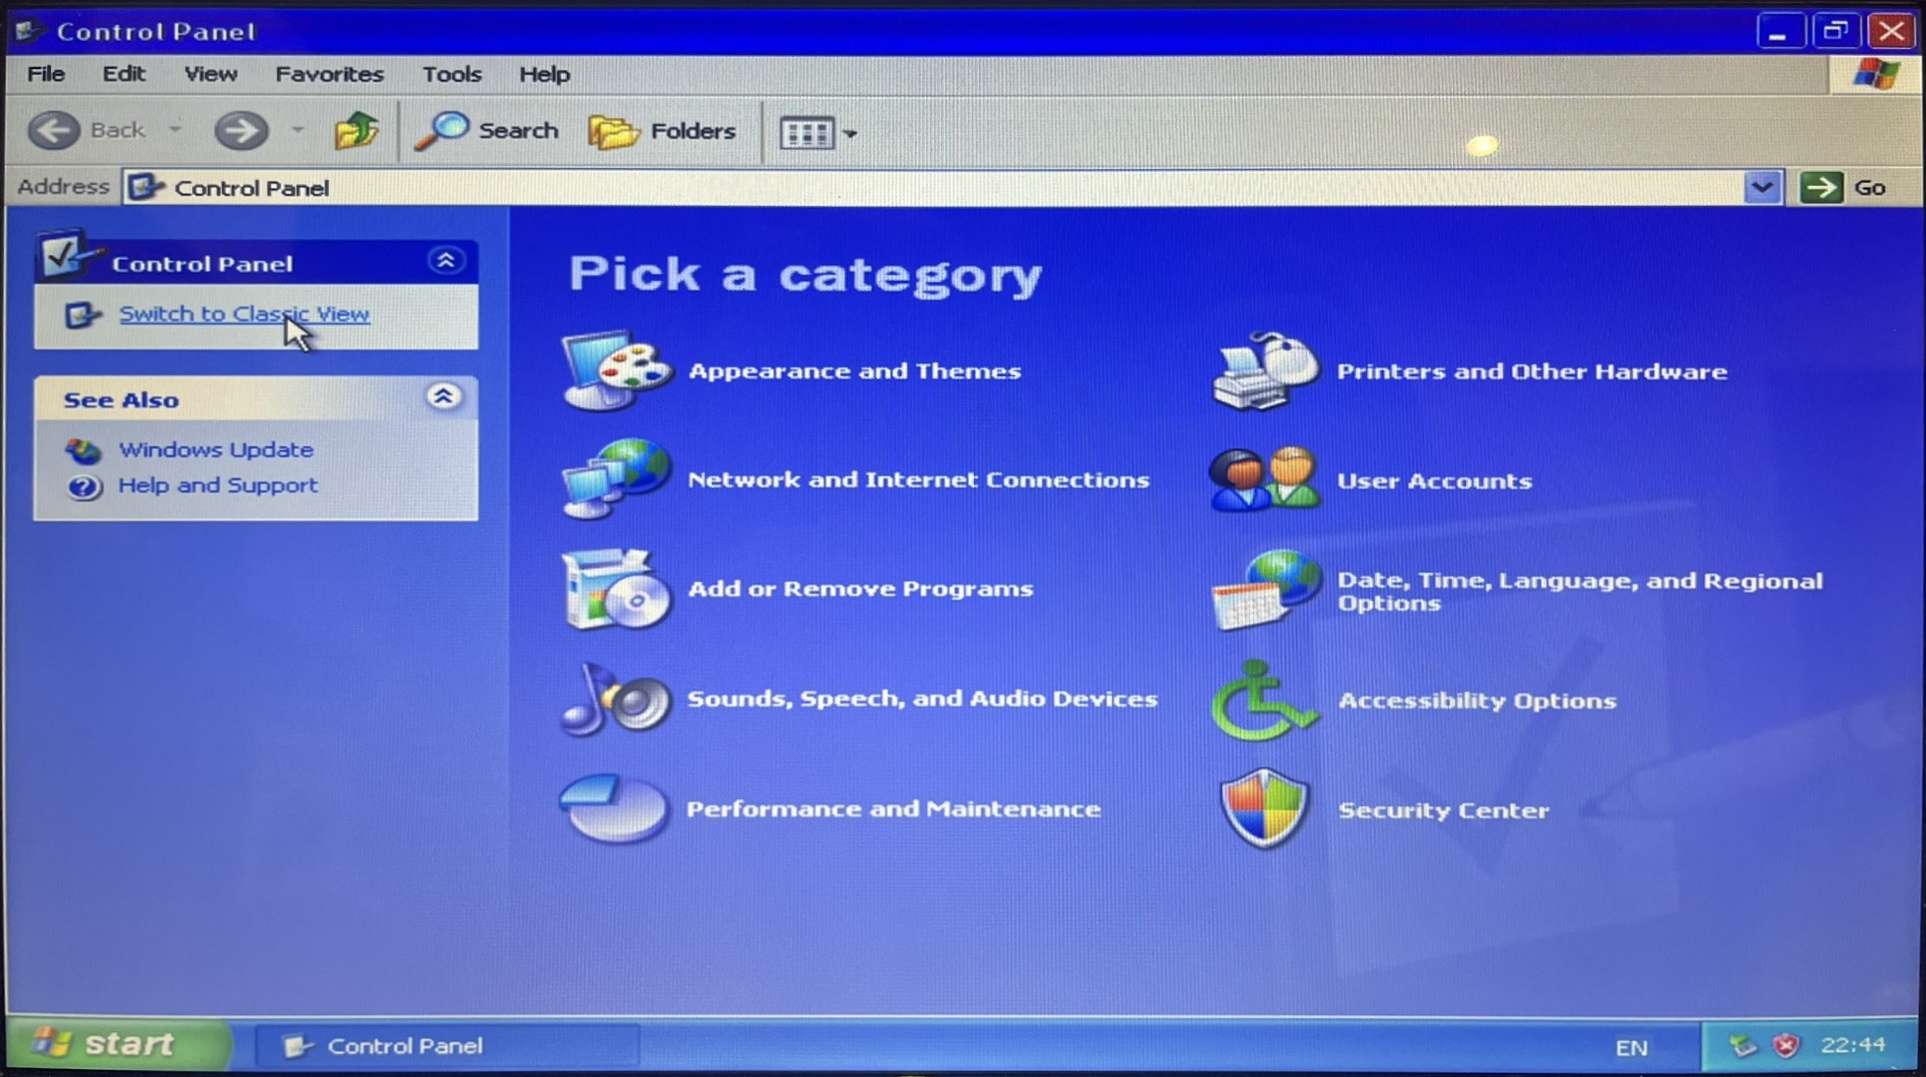 Control Panel
File Edit View Favorites Tools Help
Back Search Folders
Address Control Panel Go
Control Panel
Switch to Classic View
See Also
Windows Update
Help and Support
Pick a category
Appearance and Themes
Printers and Other Hardware
Network and Internet Connections
User Accounts
Add or Remove Programs
Date, Time, Language, and Regional
Options
Sounds, Speech, and Audio Devices
Accessibility Options
Performance and Maintenance
Security Center
start Control Panel EN 22:44